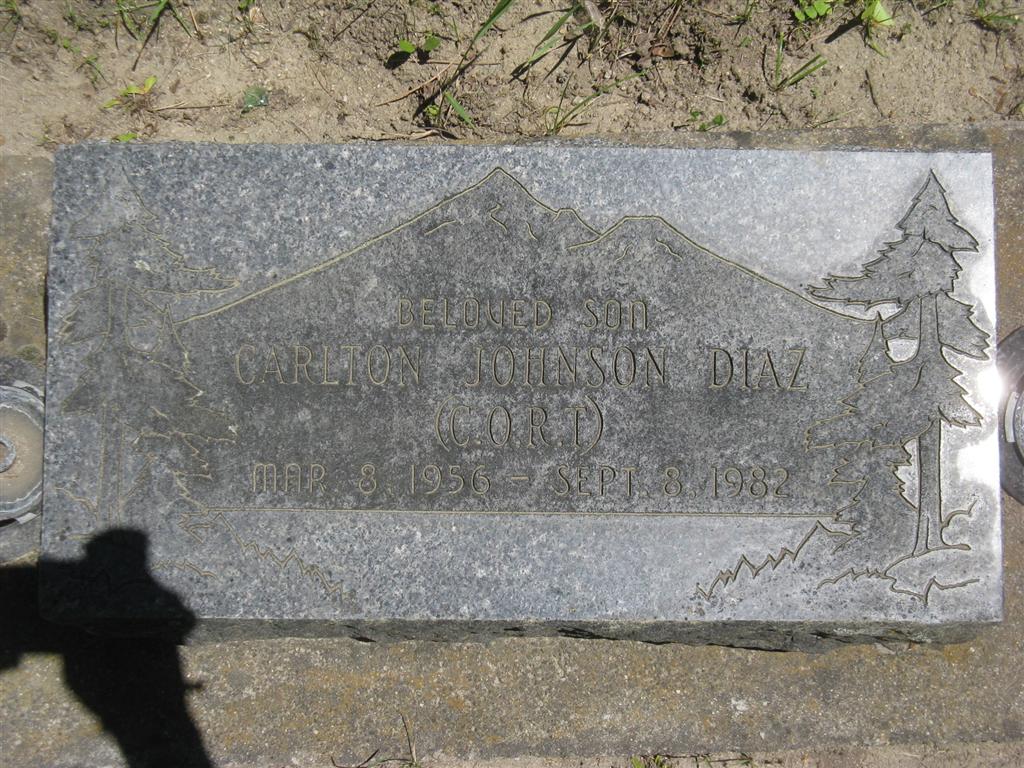 BELOVED SON
CARLTON JOHNSON DIAZ
(C.O.R.T)
MAR 8, 1956 – SEPT. 8, 1982